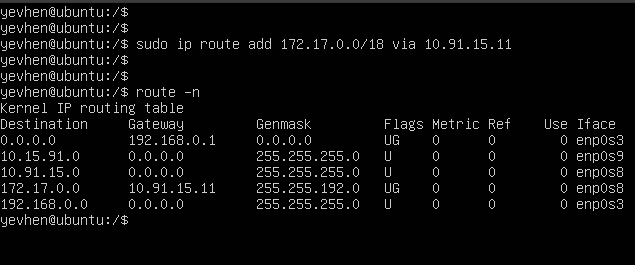 yevhen@ubuntu:/$
yevhen@ubuntu:/$
yevhen@ubuntu:/$ sudo ip route add 172.17.0.0/18 via 10.91.15.11
yevhen@ubuntu:/$
yevhen@ubuntu:/$
yevhen@ubuntu:/$ route -n
Kernel IP routing table
Destination     Gateway         Genmask         Flags Metric Ref    Use Iface
0.0.0.0         192.168.0.1     0.0.0.0         UG    0      0        0 enp0s3
10.15.91.0      0.0.0.0         255.255.255.0   U     0      0        0 enp0s9
10.91.15.0      0.0.0.0         255.255.255.0   U     0      0        0 enp0s8
172.17.0.0      10.91.15.11     255.255.192.0   UG    0      0        0 enp0s8
192.168.0.0     0.0.0.0         255.255.255.0   U     0      0        0 enp0s3
yevhen@ubuntu:/$